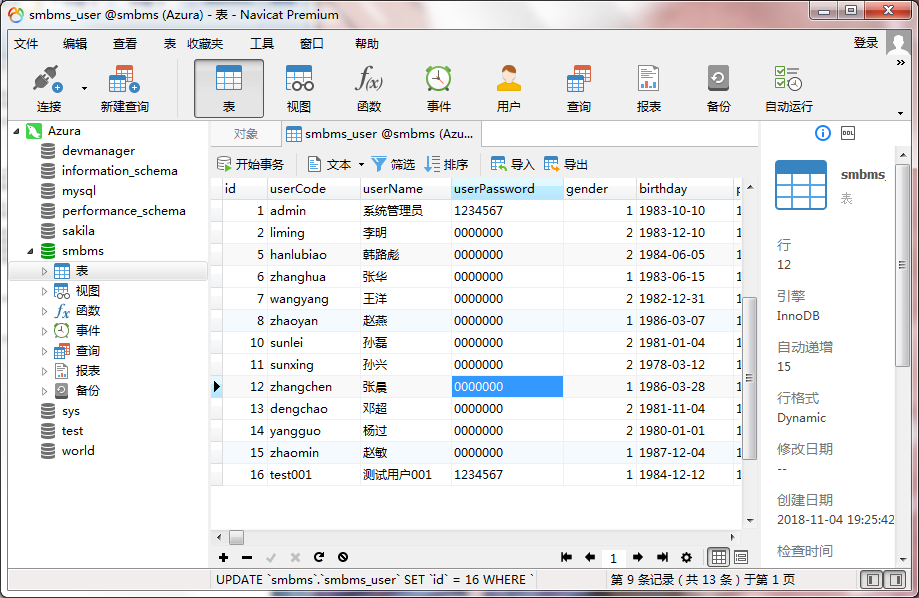 smbms_user @smbms (Azura) - 表 - Navicat Premium
文件 编辑 查看 表 收藏夹 工具 窗口 帮助 登录
连接 新建查询 表 视图 函数 事件 用户 查询 报表 备份 自动运行 »
Azura
devmanager
information_schema
mysql
performance_schema
sakila
smbms
表
视图
函数
事件
查询
报表
备份
sys
test
world
对象 smbms_user @smbms (Azu...
开始事务 文本 筛选 排序 导入 导出
id userCode userName userPassword gender birthday p
1 admin 系统管理员 1234567 1 1983-10-10 1
2 liming 李明 0000000 2 1983-12-10 1
5 hanlubiao 韩路彪 0000000 2 1984-06-05 1
6 zhanghua 张华 0000000 1 1983-06-15 1
7 wangyang 王洋 0000000 2 1982-12-31 1
8 zhaoyan 赵燕 0000000 1 1986-03-07 1
10 sunlei 孙磊 0000000 2 1981-01-04 1
11 sunxing 孙兴 0000000 2 1978-03-12 1
12 zhangchen 张晨 0000000 1 1986-03-28 1
13 dengchao 邓超 0000000 2 1981-11-04 1
14 yangguo 杨过 0000000 2 1980-01-01 1
15 zhaomin 赵敏 0000000 1 1987-12-04 1
16 test001 测试用户001 1234567 1 1984-12-12 1
1
UPDATE `smbms`.`smbms_user` SET `id` = 16 WHERE ` 第 9 条记录 ( 共 13 条 ) 于第 1 页
DDL
smbms_
表
行
12
引擎
InnoDB
自动递增
15
行格式
Dynamic
修改日期
--
创建日期
2018-11-04 19:25:42
检查时间